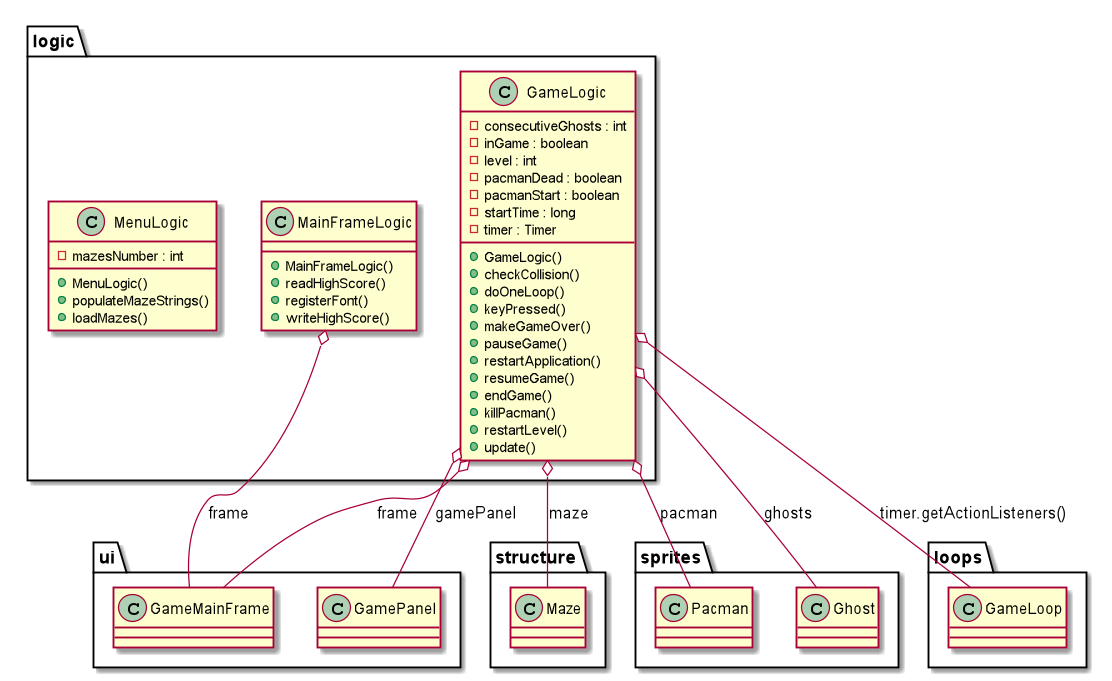 logic
C GameLogic
consecutiveGhosts : int
inGame : boolean
level : int
pacmanDead : boolean
pacmanStart : boolean
startTime : long
timer : Timer
GameLogic()
checkCollision()
doOneLoop()
keyPressed()
makeGameOver()
pauseGame()
restartApplication()
resumeGame()
endGame()
killPacman()
restartLevel()
update()
C MenuLogic
mazesNumber : int
MenuLogic()
populateMazeStrings()
loadMazes()
C MainFrameLogic
MainFrameLogic()
readHighScore()
registerFont()
writeHighScore()
frame
frame
gamePanel
maze
pacman
ghosts
timer.getActionListeners()
ui
C GameMainFrame
C GamePanel
structure
C Maze
sprites
C Pacman
C Ghost
loops
C GameLoop